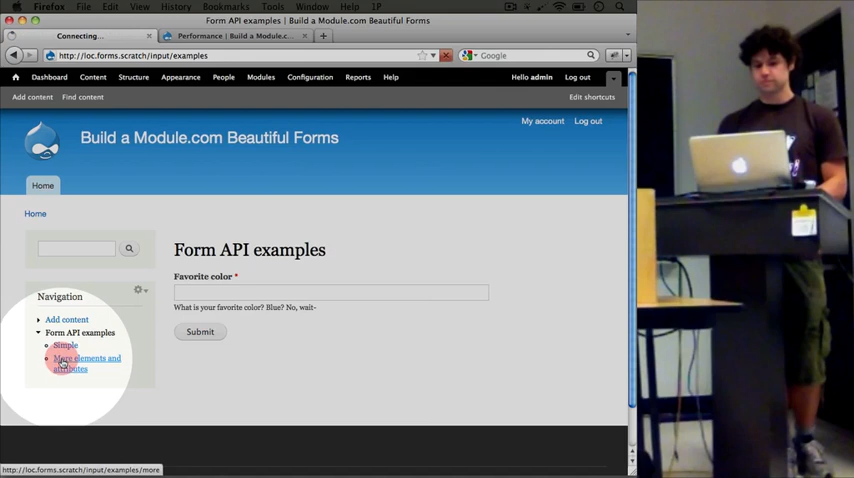 Firefox File Edit View History Bookmarks Tools Window Help 1P
Form API examples | Build a Module.com Beautiful Forms
Connecting... Performance | Build a Module.c...
http://loc.forms.scratch/input/examples Google
Dashboard Content Structure Appearance People Modules Configuration Reports Help Hello admin Log out
Add content Find content Edit shortcuts
My account Log out
Build a Module.com Beautiful Forms
Home
Home
Form API examples
Favorite color *
What is your favorite color? Blue? No, wait-
Submit
Navigation
Add content
Form API examples
Simple
More elements and
attributes
http://loc.forms.scratch/input/examples/more